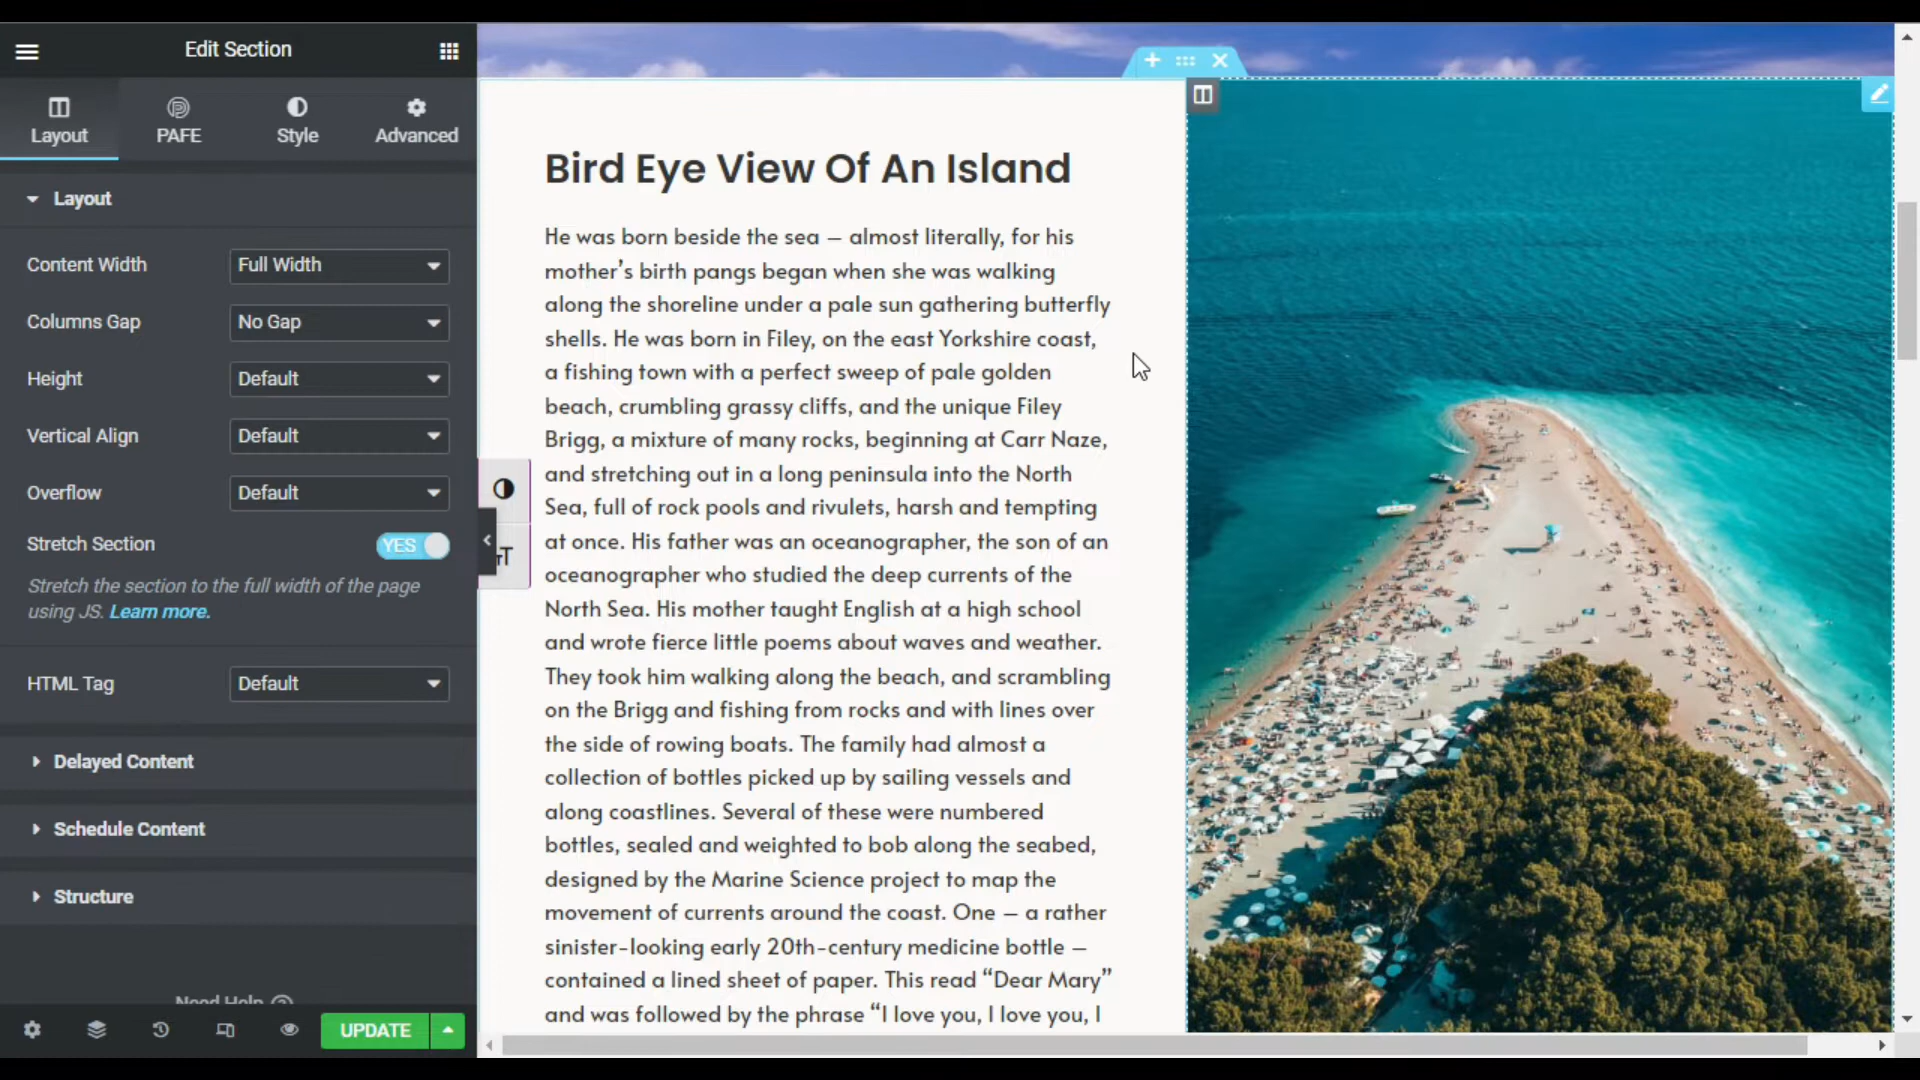 Edit Section
Layout
PAFE
Style
Advanced
Layout
Content Width
Full Width
Columns Gap
No Gap
Height
Default
Vertical Align
Default
Overflow
Default
Stretch Section
YES
Stretch the section to the full width of the page
using JS. Learn more.
HTML Tag
Default
Delayed Content
Schedule Content
Structure
Need Help
UPDATE
Bird Eye View Of An Island
He was born beside the sea – almost literally, for his
mother’s birth pangs began when she was walking
along the shoreline under a pale sun gathering butterfly
shells. He was born in Filey, on the east Yorkshire coast,
a fishing town with a perfect sweep of pale golden
beach, crumbling grassy cliffs, and the unique Filey
Brigg, a mixture of many rocks, beginning at Carr Naze,
and stretching out in a long peninsula into the North
Sea, full of rock pools and rivulets, harsh and tempting
at once. His father was an oceanographer, the son of an
oceanographer who studied the deep currents of the
North Sea. His mother taught English at a high school
and wrote fierce little poems about waves and weather.
They took him walking along the beach, and scrambling
on the Brigg and fishing from rocks and with lines over
the side of rowing boats. The family had almost a
collection of bottles picked up by sailing vessels and
along coastlines. Several of these were numbered
bottles, sealed and weighted to bob along the seabed,
designed by the Marine Science project to map the
movement of currents around the coast. One – a rather
sinister-looking early 20th-century medicine bottle –
contained a lined sheet of paper. This read “Dear Mary”
and was followed by the phrase “I love you, I love you, I